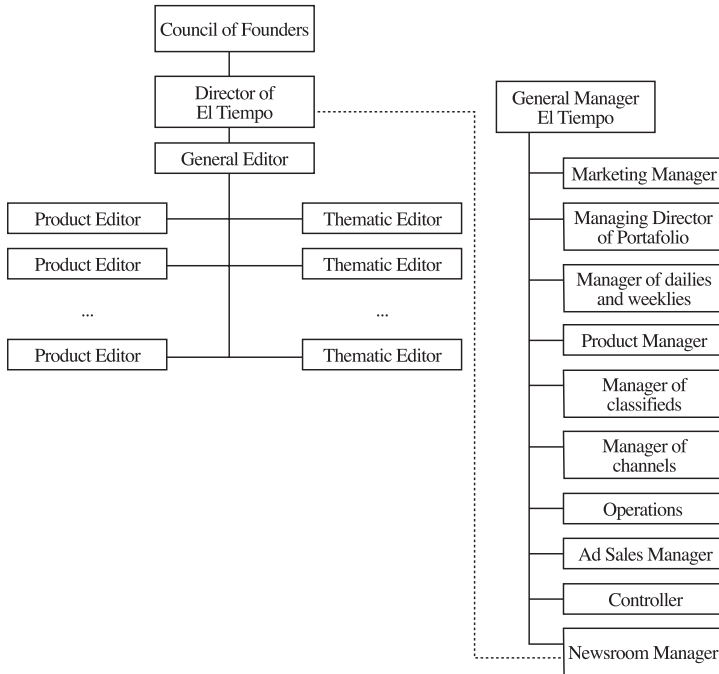 Council of Founders
Director of
El Tiempo
General Editor
Product Editor
Thematic Editor
Product Editor
Thematic Editor
...
...
Product Editor
Thematic Editor
General Manager
El Tiempo
Marketing Manager
Managing Director
of Portafolio
Manager of dailies
and weeklies
Product Manager
Manager of
classifieds
Manager of
channels
Operations
Ad Sales Manager
Controller
Newsroom Manager